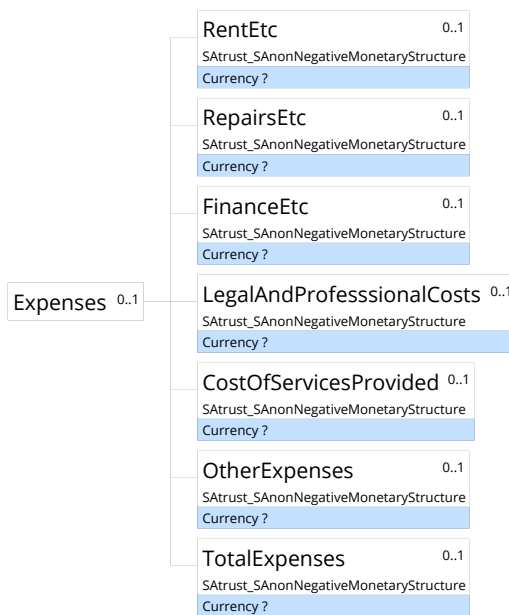 RentEtc 0..1
SAtrust_SAnonNegativeMonetaryStructure
Currency ?
RepairsEtc 0..1
SAtrust_SAnonNegativeMonetaryStructure
Currency ?
FinanceEtc 0..1
SAtrust_SAnonNegativeMonetaryStructure
Currency ?
Expenses 0..1
LegalAndProfesssionalCosts 0..1
SAtrust_SAnonNegativeMonetaryStructure
Currency ?
CostOfServicesProvided 0..1
SAtrust_SAnonNegativeMonetaryStructure
Currency ?
OtherExpenses 0..1
SAtrust_SAnonNegativeMonetaryStructure
Currency ?
TotalExpenses 0..1
SAtrust_SAnonNegativeMonetaryStructure
Currency ?